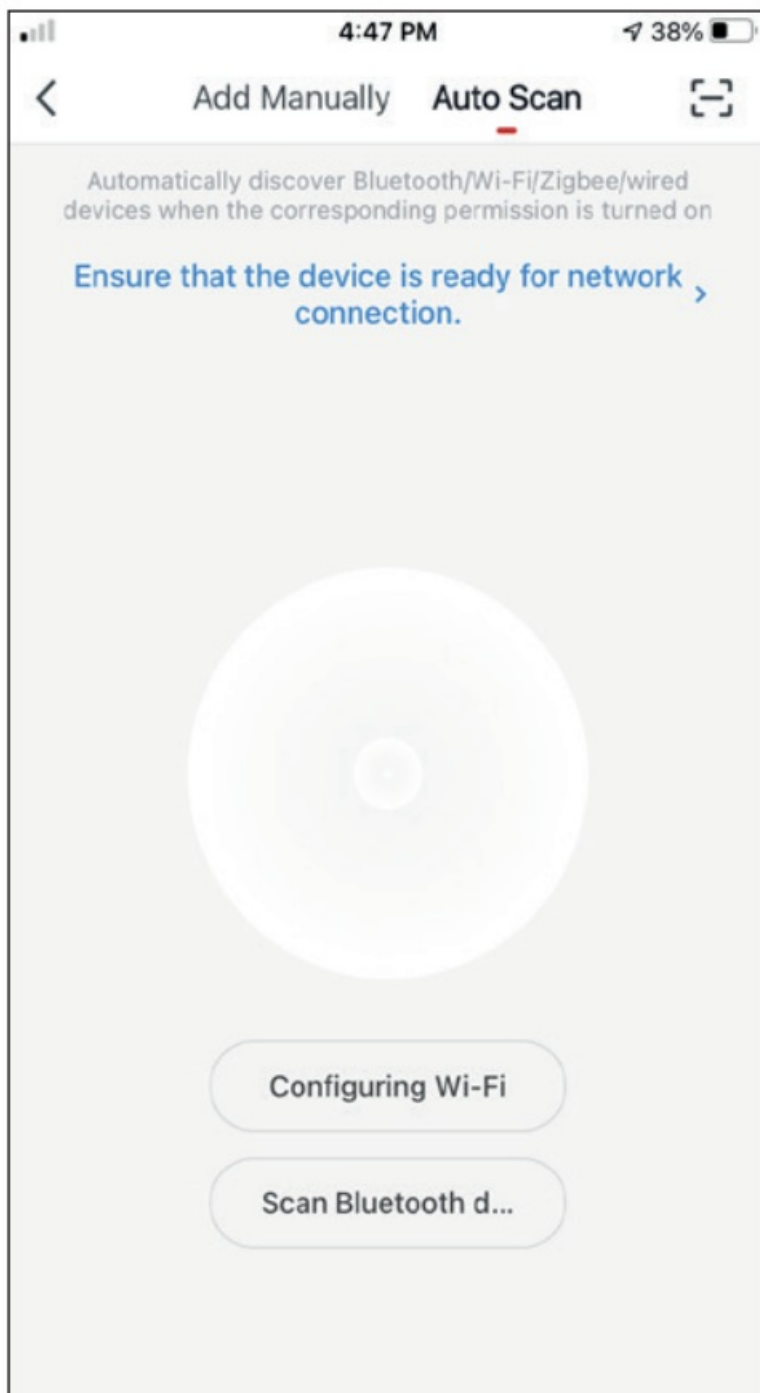 4:47 PM
38%
Add Manually
Auto Scan
Automatically discover Bluetooth/Wi-Fi/Zigbee/wired
devices when the corresponding permission is turned on
Ensure that the device is ready for network
connection.
Configuring Wi-Fi
Scan Bluetooth d...